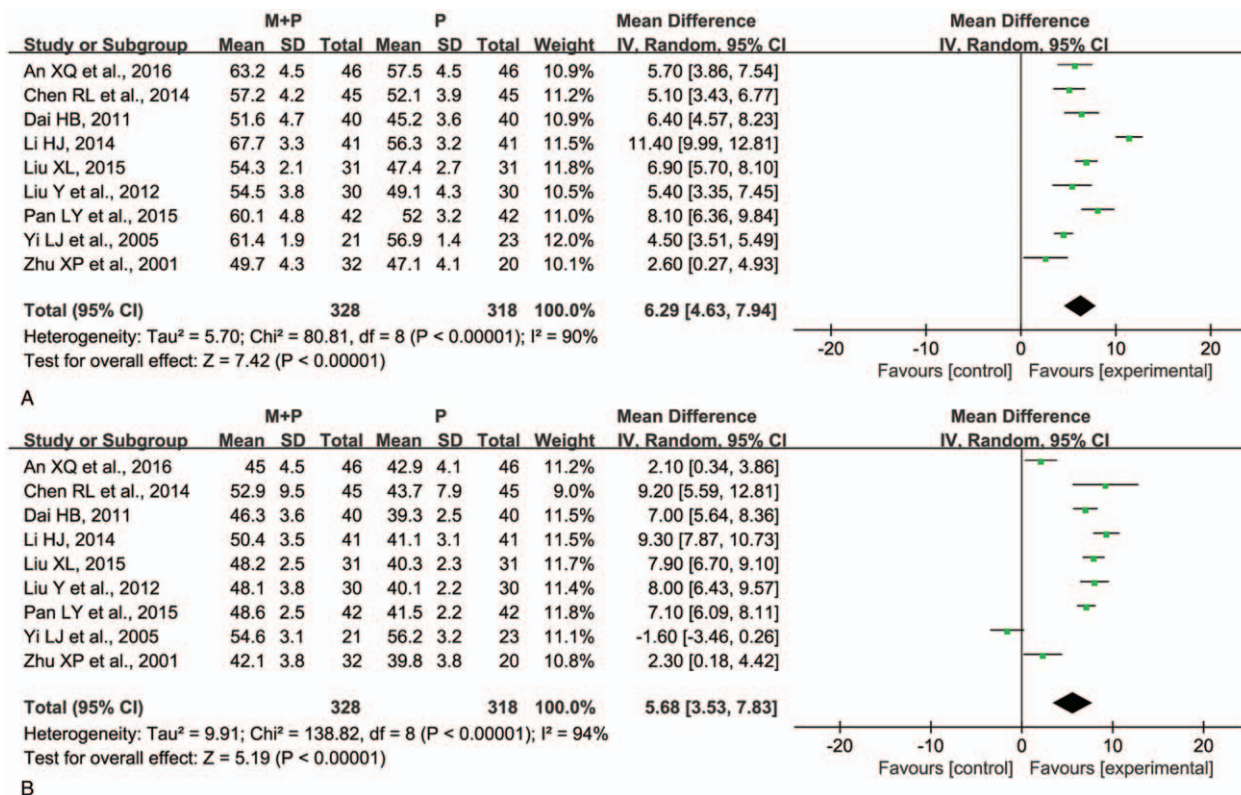 M+P P Mean Difference Mean Difference
Study or Subgroup Mean SD Total Mean SD Total Weight IV, Random, 95% CI IV, Random, 95% CI
An XQ et al., 2016 63.2 4.5 46 57.5 4.5 46 10.9% 5.70 [3.86, 7.54]
Chen RL et al., 2014 57.2 4.2 45 52.1 3.9 45 11.2% 5.10 [3.43, 6.77]
Dai HB, 2011 51.6 4.7 40 45.2 3.6 40 10.9% 6.40 [4.57, 8.23]
Li HJ, 2014 67.7 3.3 41 56.3 3.2 41 11.5% 11.40 [9.99, 12.81]
Liu XL, 2015 54.3 2.1 31 47.4 2.7 31 11.8% 6.90 [5.70, 8.10]
Liu Y et al., 2012 54.5 3.8 30 49.1 4.3 30 10.5% 5.40 [3.35, 7.45]
Pan LY et al., 2015 60.1 4.8 42 52 3.2 42 11.0% 8.10 [6.36, 9.84]
Yi LJ et al., 2005 61.4 1.9 21 56.9 1.4 23 12.0% 4.50 [3.51, 5.49]
Zhu XP et al., 2001 49.7 4.3 32 47.1 4.1 20 10.1% 2.60 [0.27, 4.93]
Total (95% CI) 328 318 100.0% 6.29 [4.63, 7.94]
Heterogeneity: Tau² = 5.70; Chi² = 80.81, df = 8 (P < 0.00001); I² = 90%
Test for overall effect: Z = 7.42 (P < 0.00001)
-20 -10 0 10 20
Favours [control] Favours [experimental]
A
M+P P Mean Difference Mean Difference
Study or Subgroup Mean SD Total Mean SD Total Weight IV, Random, 95% CI IV, Random, 95% CI
An XQ et al., 2016 45 4.5 46 42.9 4.1 46 11.2% 2.10 [0.34, 3.86]
Chen RL et al., 2014 52.9 9.5 45 43.7 7.9 45 9.0% 9.20 [5.59, 12.81]
Dai HB, 2011 46.3 3.6 40 39.3 2.5 40 11.5% 7.00 [5.64, 8.36]
Li HJ, 2014 50.4 3.5 41 41.1 3.1 41 11.5% 9.30 [7.87, 10.73]
Liu XL, 2015 48.2 2.5 31 40.3 2.3 31 11.7% 7.90 [6.70, 9.10]
Liu Y et al., 2012 48.1 3.8 30 40.1 2.2 30 11.4% 8.00 [6.43, 9.57]
Pan LY et al., 2015 48.6 2.5 42 41.5 2.2 42 11.8% 7.10 [6.09, 8.11]
Yi LJ et al., 2005 54.6 3.1 21 56.2 3.2 23 11.1% -1.60 [-3.46, 0.26]
Zhu XP et al., 2001 42.1 3.8 32 39.8 3.8 20 10.8% 2.30 [0.18, 4.42]
Total (95% CI) 328 318 100.0% 5.68 [3.53, 7.83]
Heterogeneity: Tau² = 9.91; Chi² = 138.82, df = 8 (P < 0.00001); I² = 94%
Test for overall effect: Z = 5.19 (P < 0.00001)
-20 -10 0 10 20
Favours [control] Favours [experimental]
B